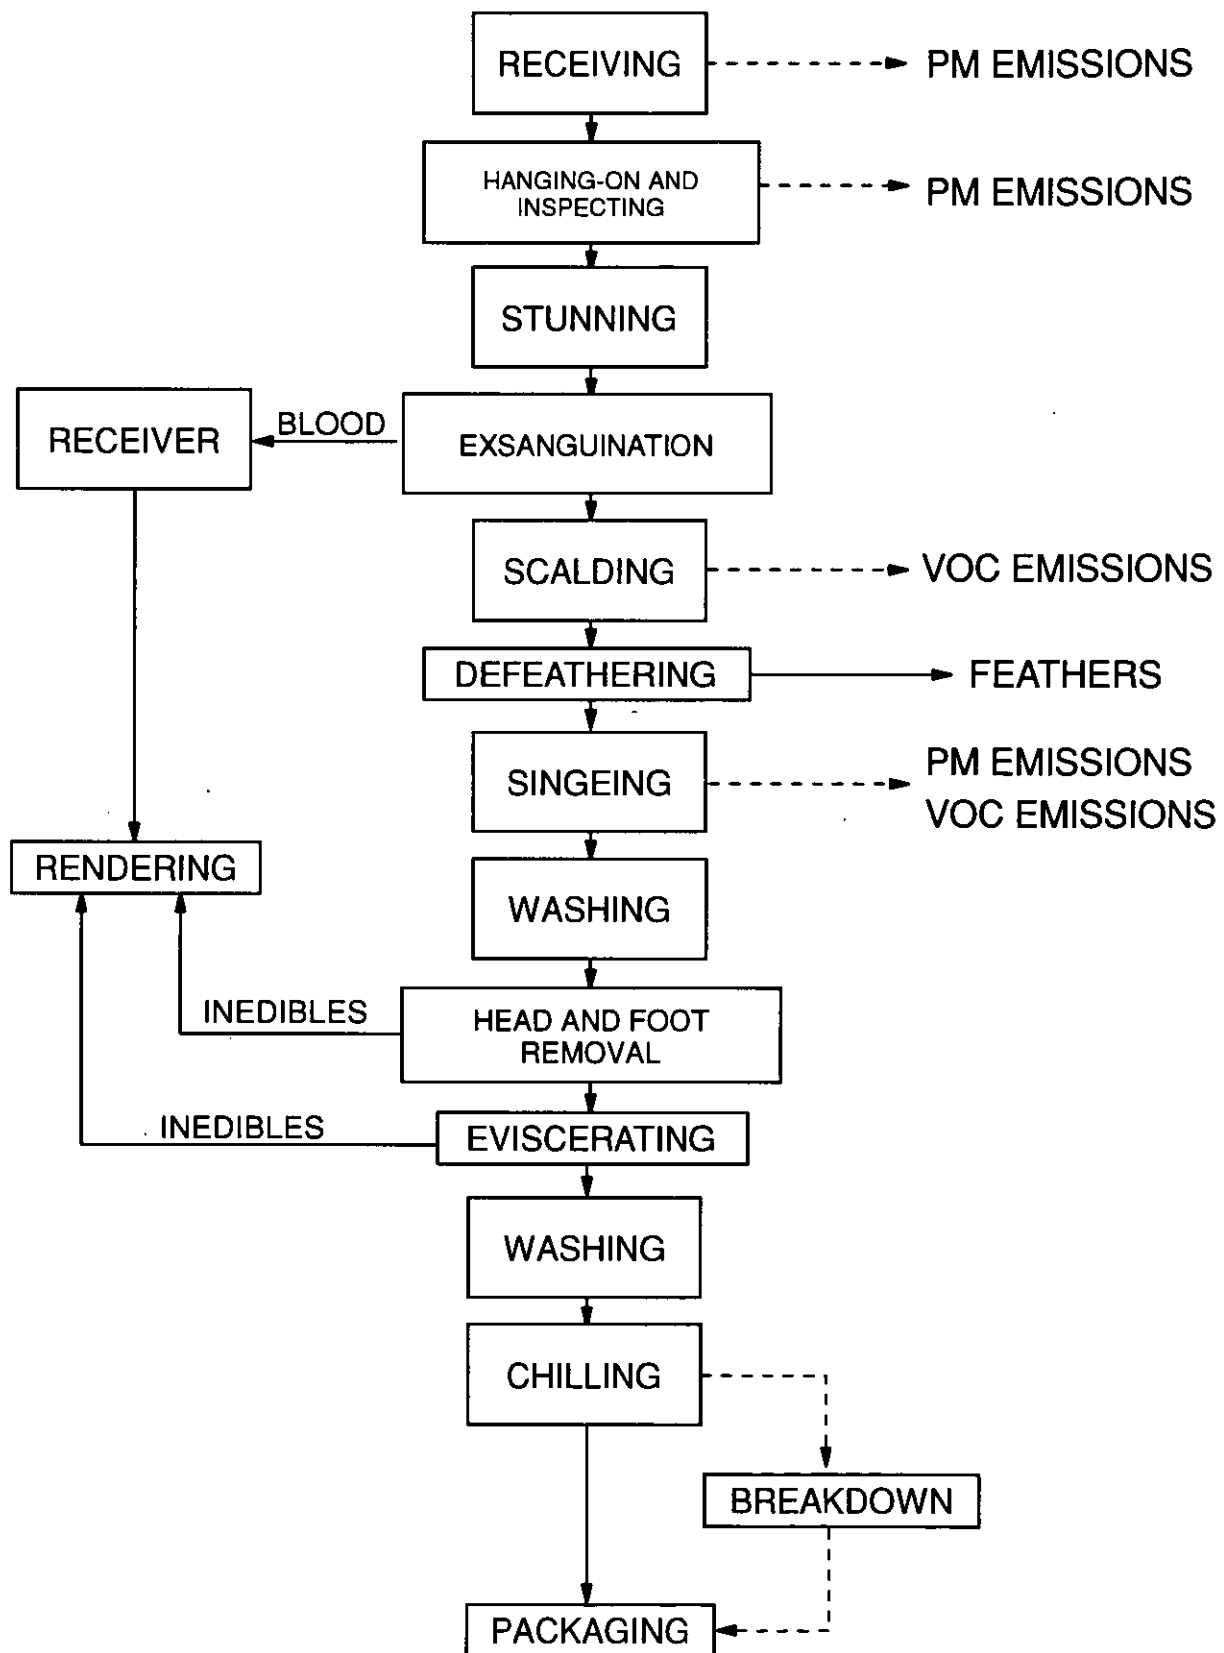 RECEIVING
PM EMISSIONS
HANGING-ON AND
INSPECTING
PM EMISSIONS
STUNNING
RECEIVER
BLOOD
EXSANGUINATION
SCALDING
VOC EMISSIONS
DEFEATHERING
FEATHERS
SINGEING
PM EMISSIONS
VOC EMISSIONS
RENDERING
WASHING
INEDIBLES
HEAD AND FOOT
REMOVAL
INEDIBLES
EVISCERATING
WASHING
CHILLING
BREAKDOWN
PACKAGING